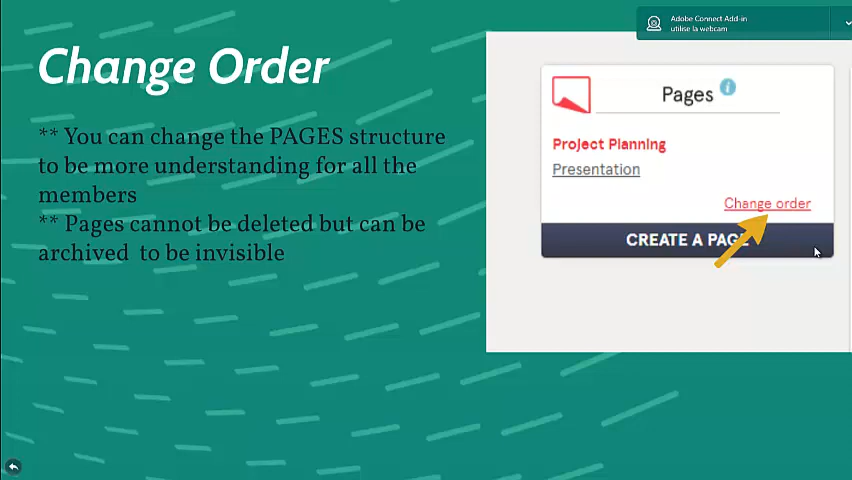 Adobe Connect Add-in
utilise la webcam
Change Order
** You can change the PAGES structure
to be more understanding for all the
members
** Pages cannot be deleted but can be
archived  to be invisible
Pages
Project Planning
Presentation
Change order
CREATE A PAGE